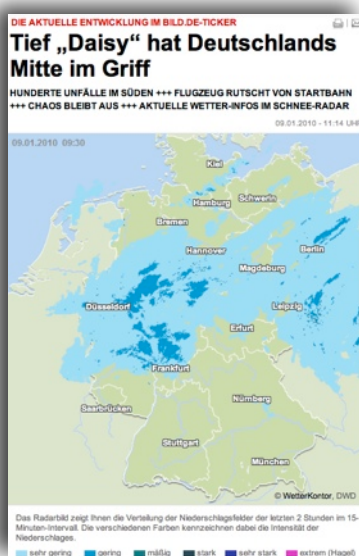 DIE AKTUELLE ENTWICKLUNG IM BILD.DE-TICKER
Tief „Daisy“ hat Deutschlands
Mitte im Griff
HUNDERTE UNFÄLLE IM SÜDEN +++ FLUGZEUG RUTSCHT VON STARTBAHN
+++ CHAOS BLEIBT AUS +++ AKTUELLE WETTER-INFOS IM SCHNEE-RADAR
09.01.2010 - 11:14 UHR
09.01.2010 09:30
Kiel
Hamburg
Schwerin
Bremen
Hannover
Berlin
Magdeburg
Düsseldorf
Leipzig
Erfurt
Frankfurt
Saarbrücken
Nürnberg
Stuttgart
München
© WetterKontor, DWD
Das Radarbild zeigt Ihnen die Verteilung der Niederschlagsfelder der letzten 2 Stunden im 15-
Minuten-Intervall. Die verschiedenen Farben kennzeichnen dabei die Intensität der
Niederschlages.
sehr gering gering mäßig stark sehr stark extrem (Hagel)